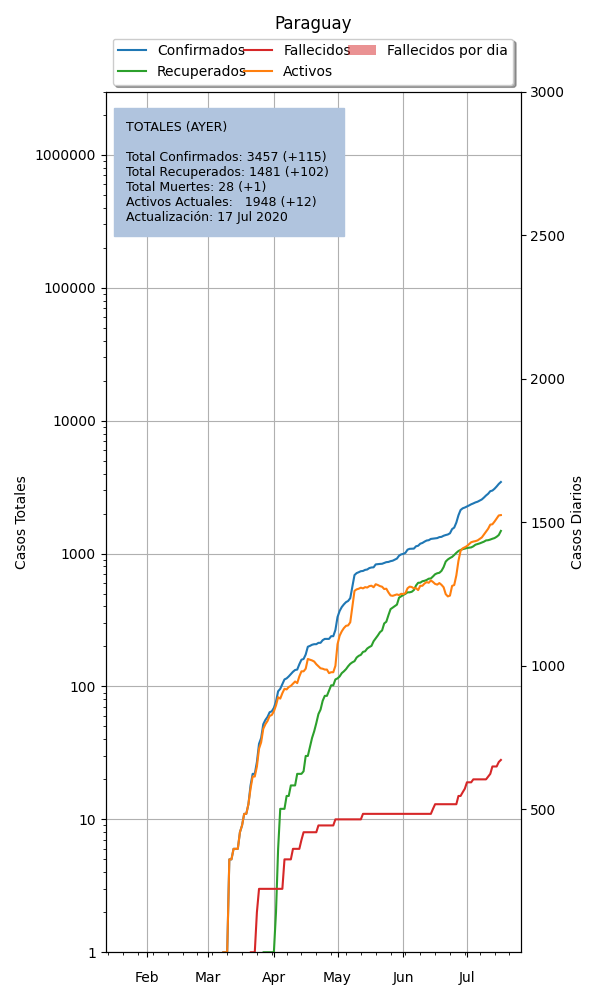 Paraguay
Confirmados Fallecidos Fallecidos por dia
Recuperados Activos
TOTALES (AYER)
Total Confirmados: 3457 (+115)
Total Recuperados: 1481 (+102)
Total Muertes: 28 (+1)
Activos Actuales: 1948 (+12)
Actualización: 17 Jul 2020
Casos Totales
1000000
100000
10000
1000
100
10
1
3000
2500
2000
1500
1000
500
Casos Diarios
Feb Mar Apr May Jun Jul